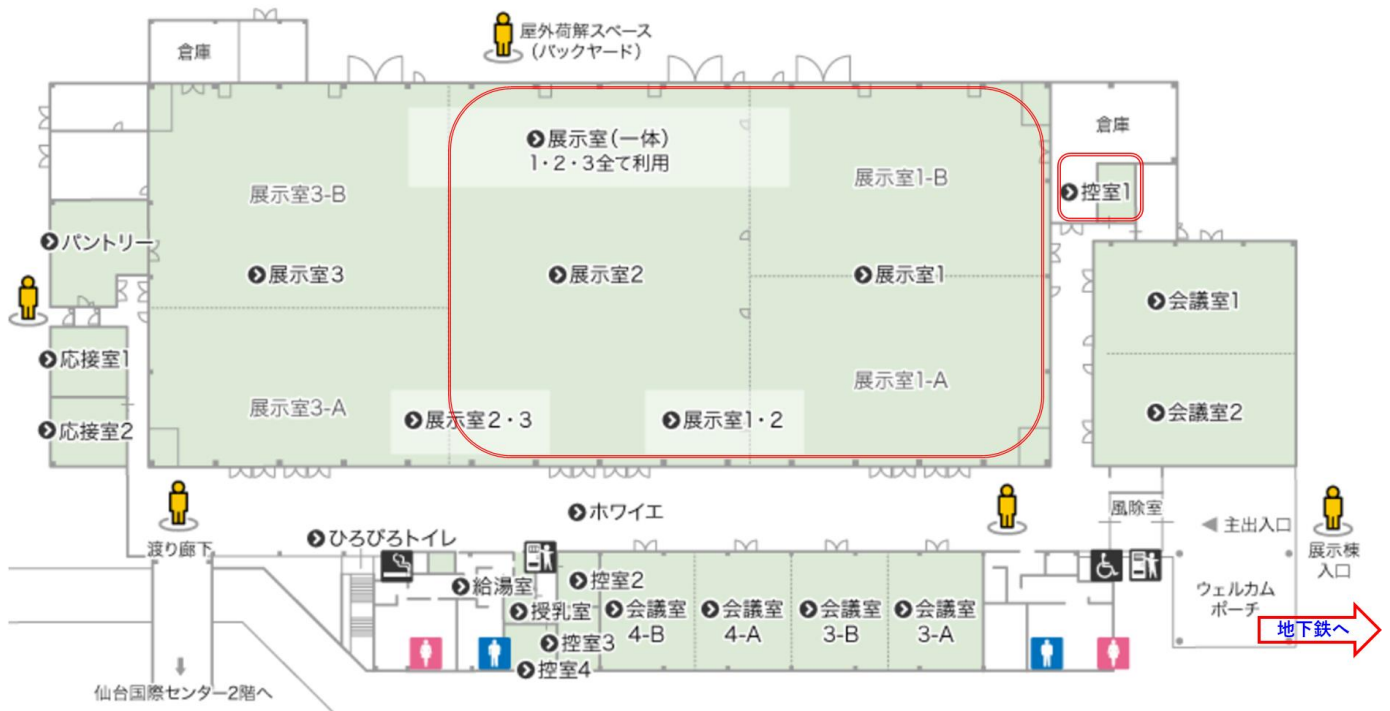 屋外荷解スペース
(バックヤード)
倉庫
展示室(一体)
1・2・3全て利用
倉庫
展示室3-B
展示室1-B
控室1
パントリー
展示室3
展示室2
展示室1
会議室1
応接室1
展示室3-A
展示室1-A
会議室2
応接室2
展示室2・3
展示室1・2
ホワイエ
風除室
主出入口
渡り廊下
ひろびろトイレ
展示棟
入口
給湯室
控室2
授乳室
会議室
4-B
会議室
4-A
会議室
3-B
会議室
3-A
ウェルカム
ポーチ
地下鉄へ
控室3
控室4
仙台国際センター2階へ